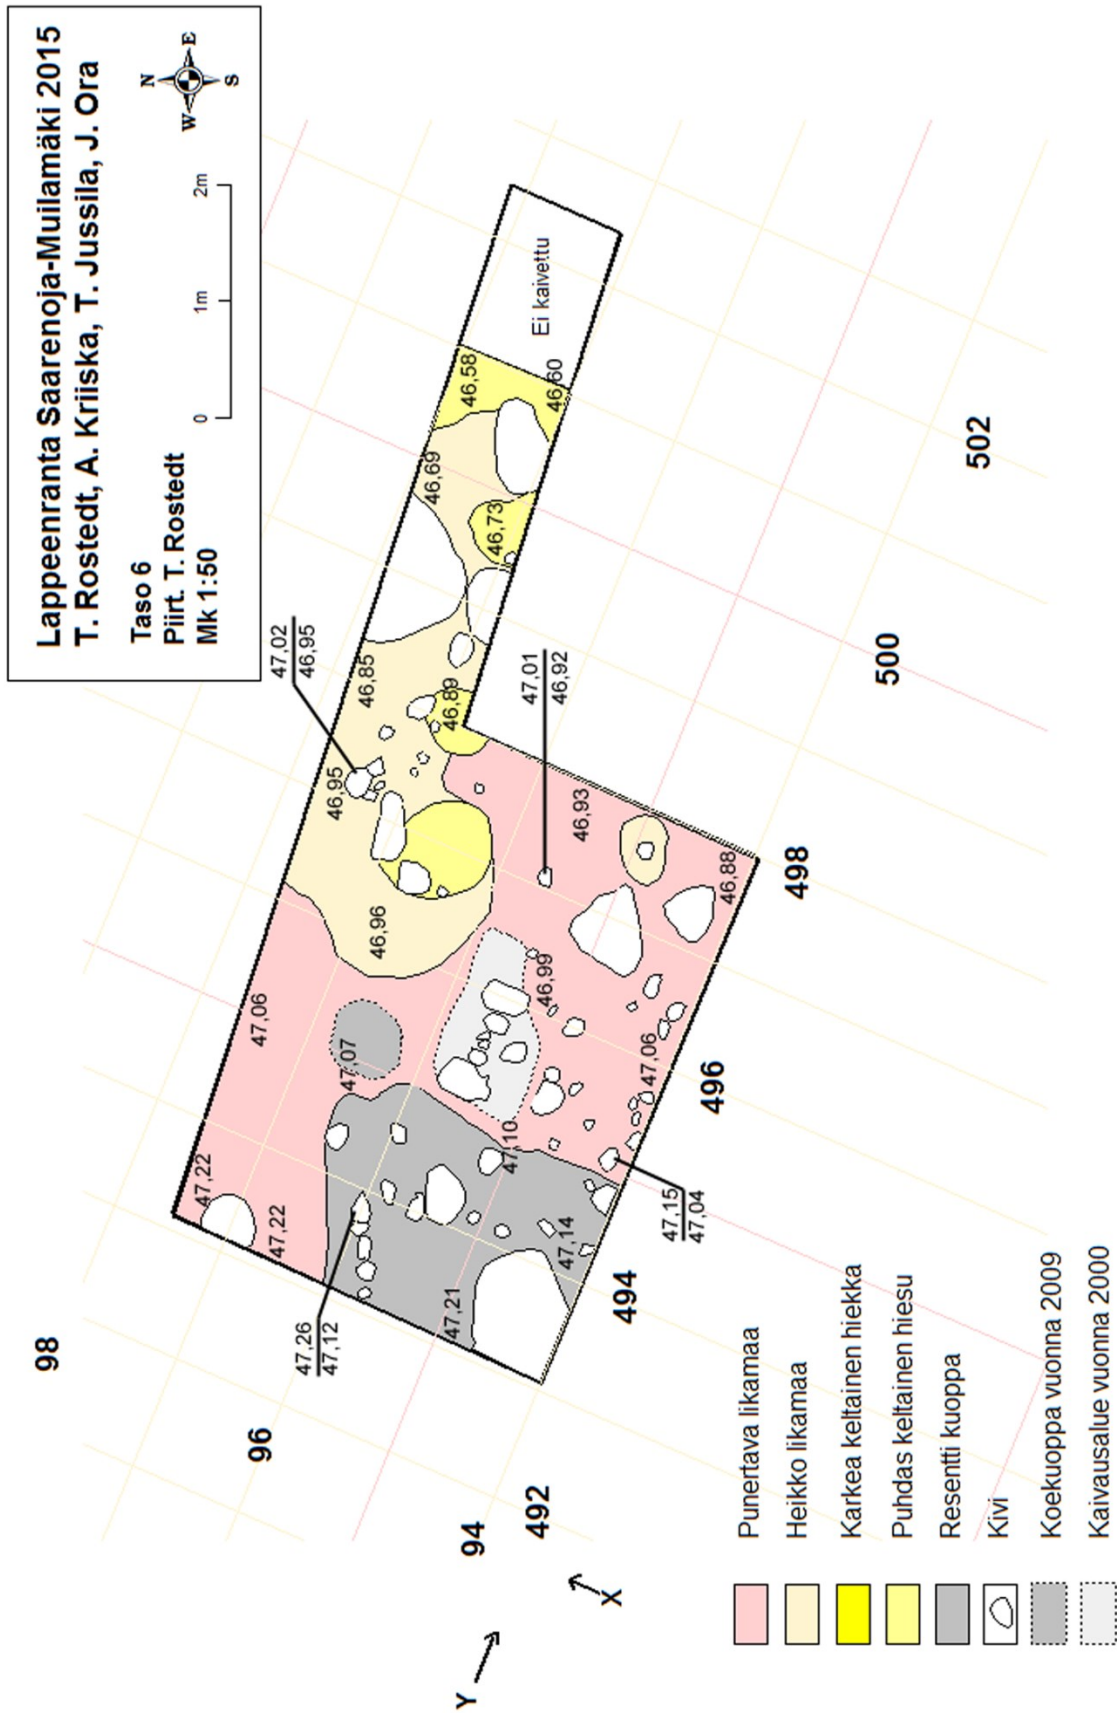 Lappeenranta Saarenoja-Muilamäki 2015
T. Rostedt, A. Kriiska, T. Jussila, J. Ora
Taso 6
Piirt. T. Rostedt
Mk 1:50
0 1m 2m
N
W E
S
Ei kaivettu
46,58
46,60
46,69
46,73
47,02
46,95
46,85
46,89
47,01
46,92
46,95
46,93
46,96
46,88
46,99
47,06
47,07
47,06
47,10
47,22
47,22
47,15
47,04
47,14
47,21
47,26
47,12
98
96
94
492
494
496
498
500
502
Y
X
Punertava likamaa
Heikko likamaa
Karkea keltainen hiekka
Puhdas keltainen hiesu
Resentti kuoppa
Kivi
Koekuoppa vuonna 2009
Kaivausalue vuonna 2000